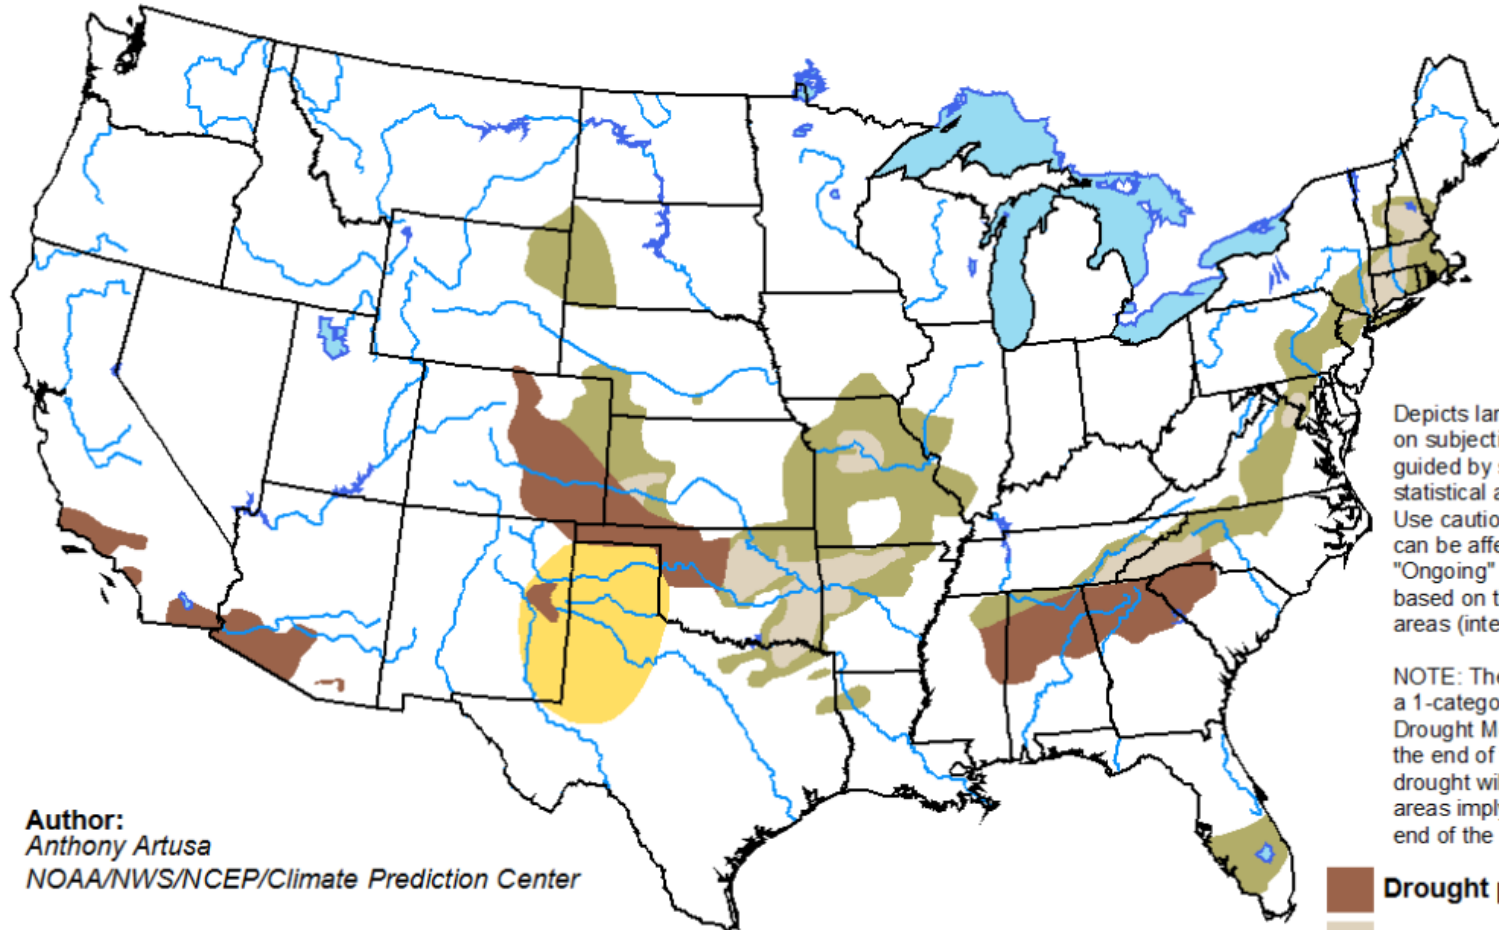 Depicts lar
on subjecti
guided by s
statistical a
Use cautio
can be affe
"Ongoing"
based on t
areas (inte
NOTE: The
a 1-catego
Drought M
the end of
drought wil
areas imply
end of the
Author:
Anthony Artusa
NOAA/NWS/NCEP/Climate Prediction Center
Drought p